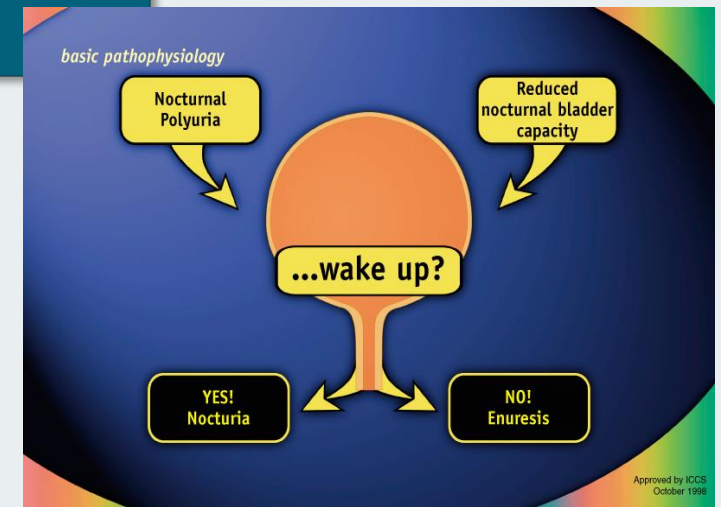 basic pathophysiology
Nocturnal
Polyuria
Reduced
nocturnal bladder
capacity
...wake up?
YES!
Nocturia
NO!
Enuresis
Approved by ICCS
October 1998